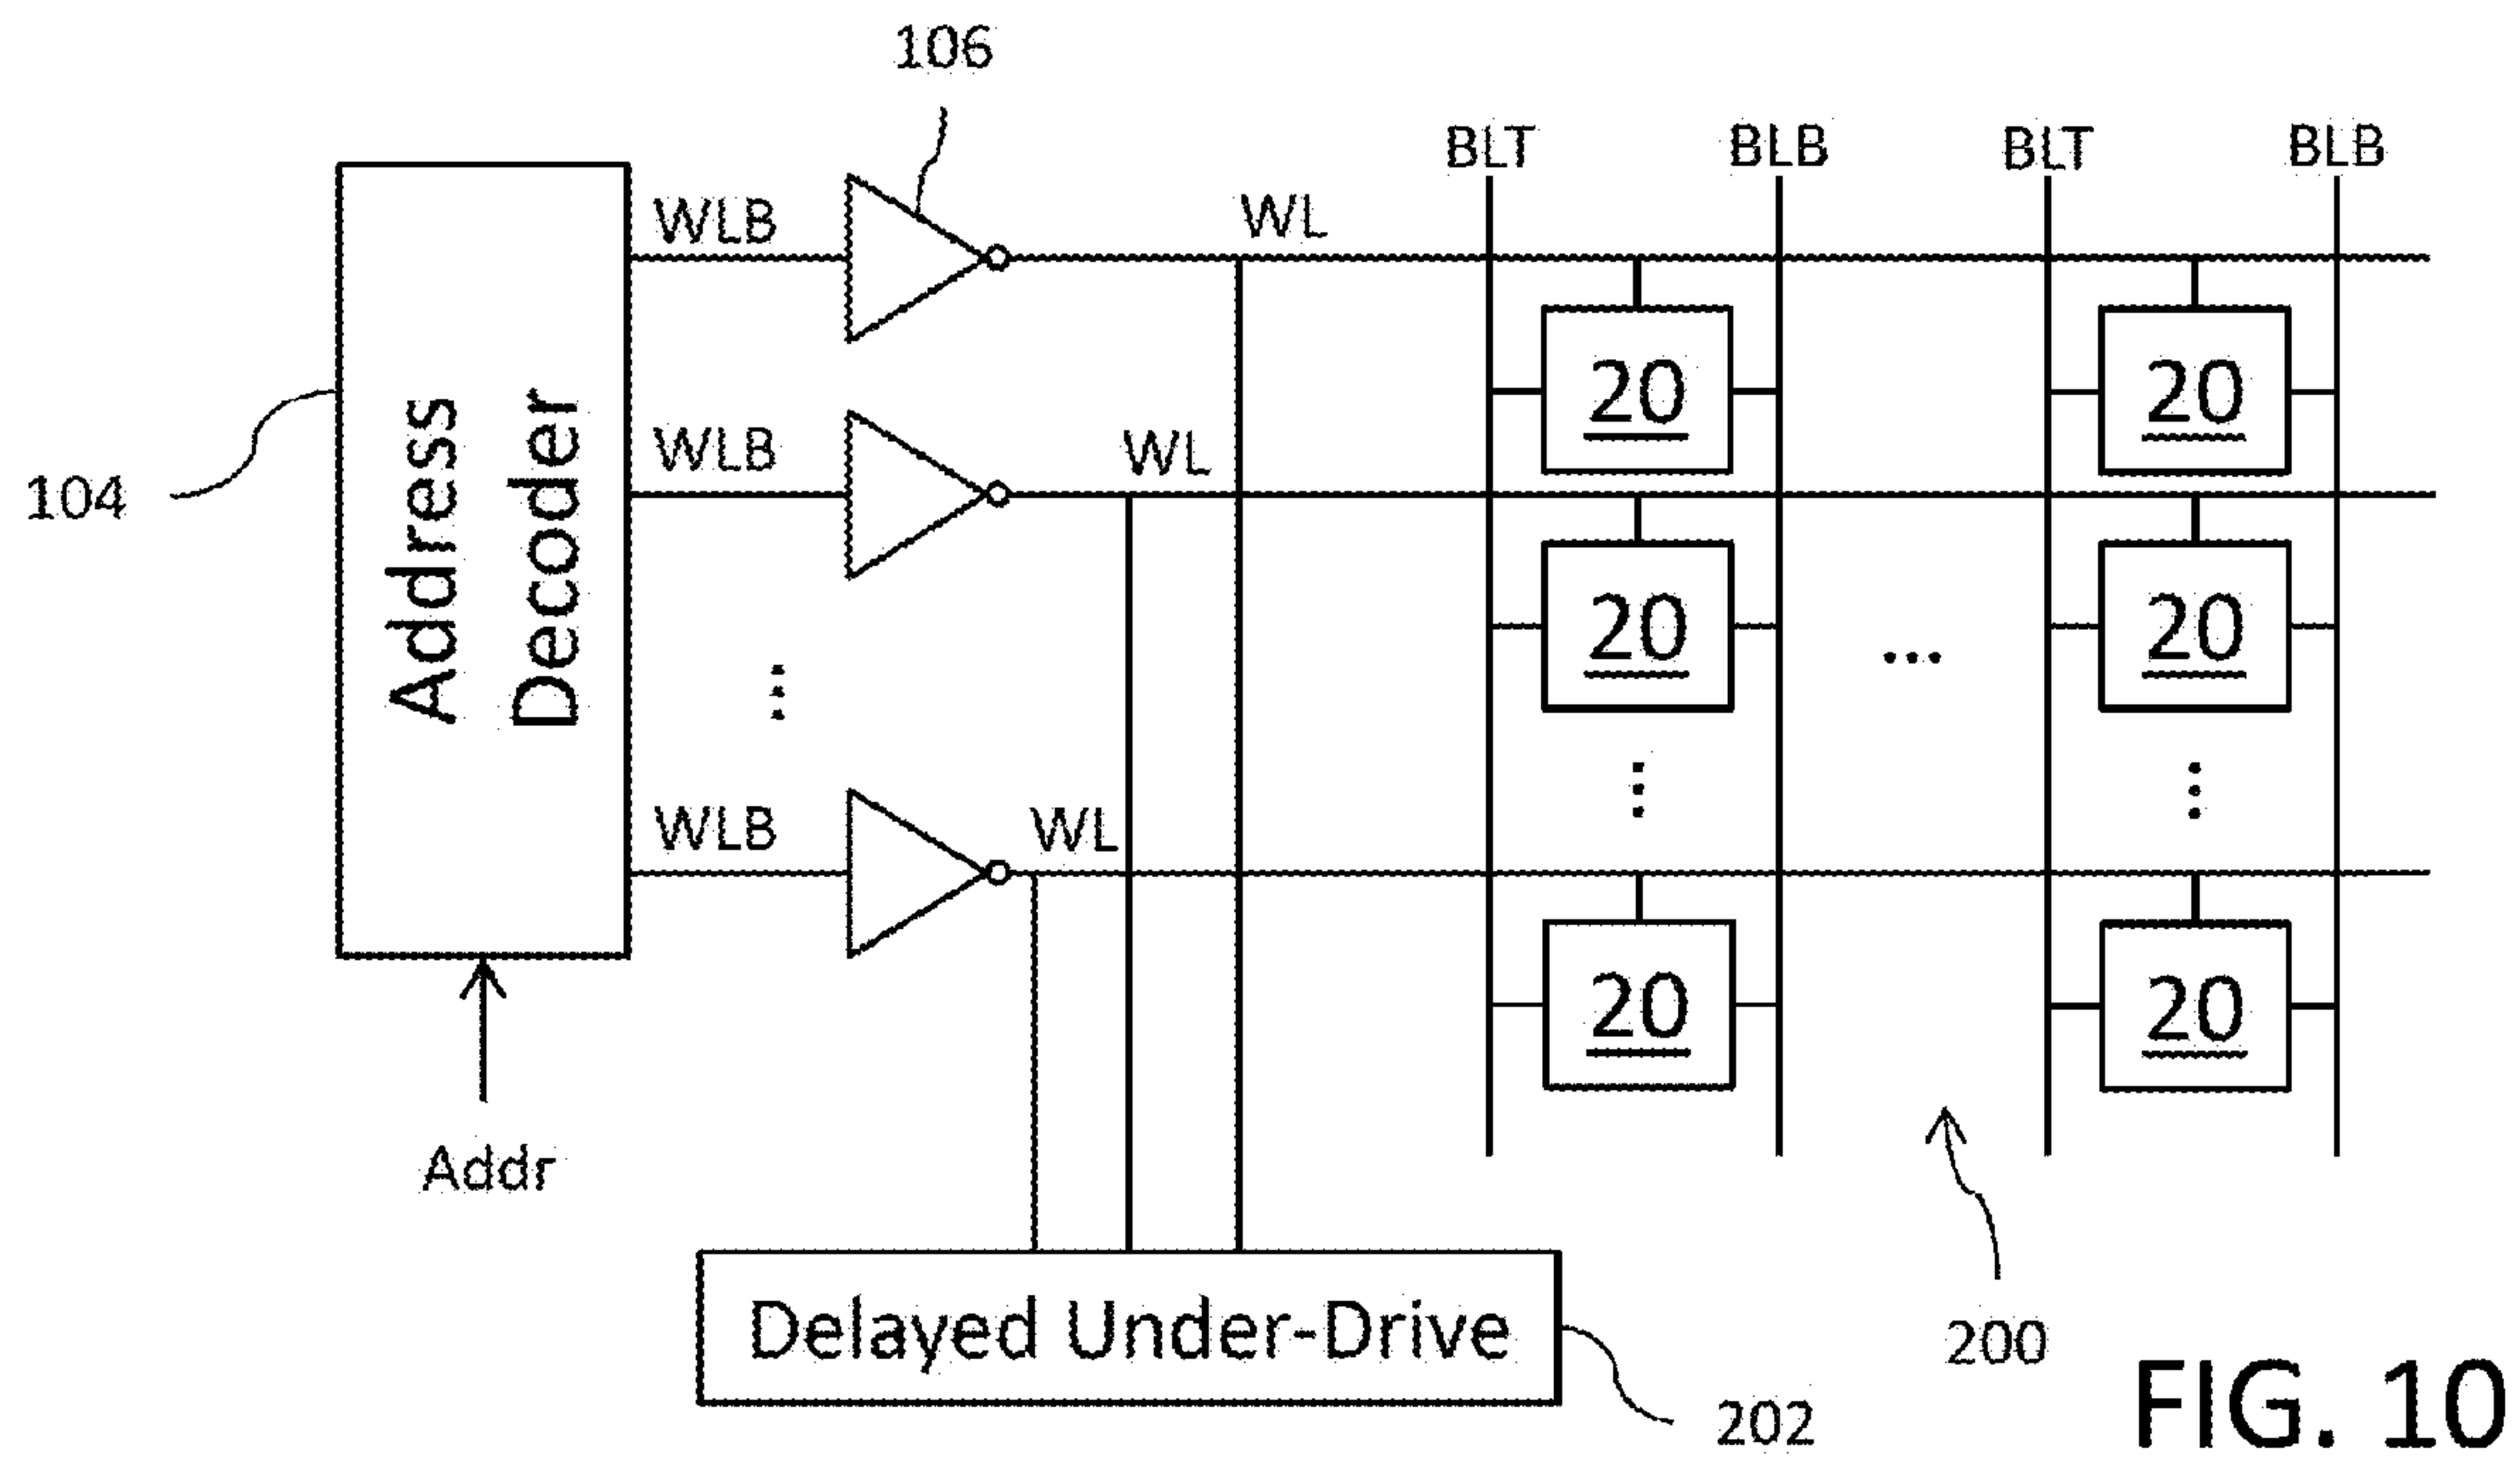 106
BLT BLB BLT BLB
WLB WL
20 20
104
Address
Decoder
WLB WL
20 20
...
WLB WL
20 20
Addr
Delayed Under-Drive
200
202
FIG. 10